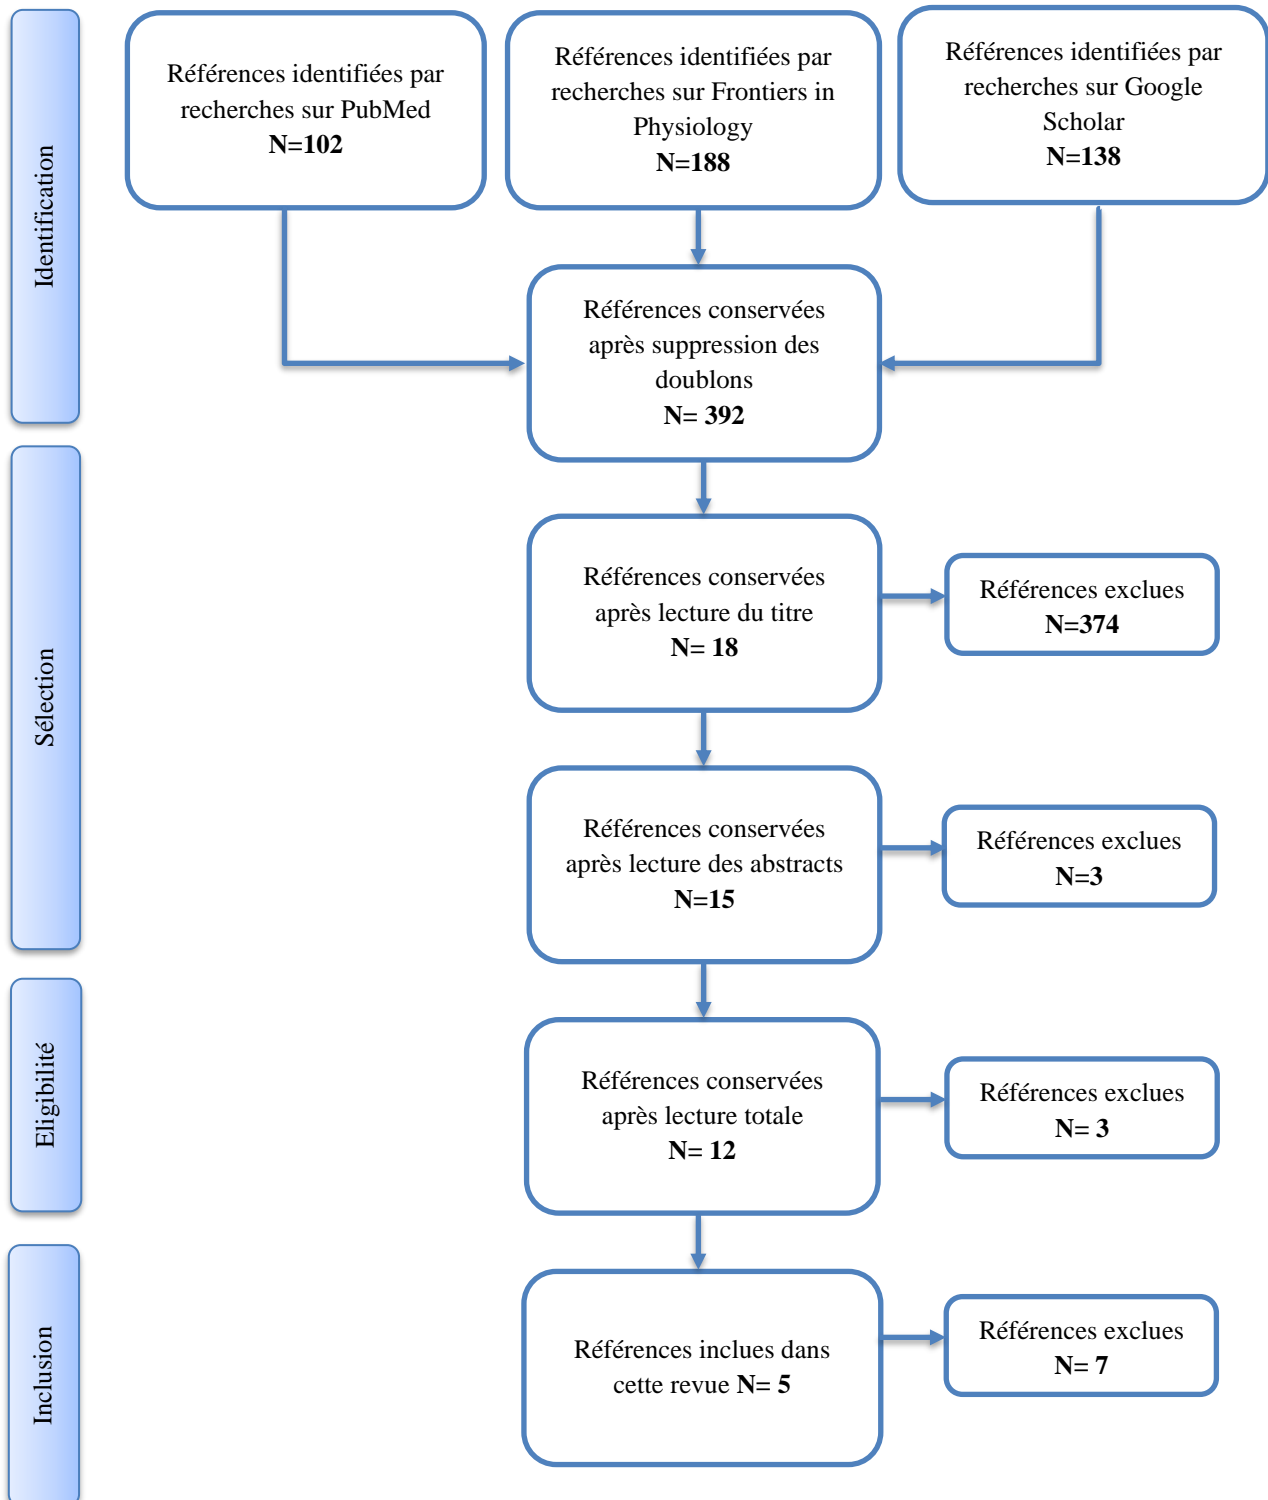 Identification
Références identifiées par
recherches sur PubMed
N=102
Références identifiées par
recherches sur Frontiers in
Physiology
N=188
Références identifiées par
recherches sur Google
Scholar
N=138
Références conservées
après suppression des
doublons
N= 392
Sélection
Références conservées
après lecture du titre
N= 18
Références exclues
N=374
Références conservées
après lecture des abstracts
N=15
Références exclues
N=3
Eligibilité
Références conservées
après lecture totale
N= 12
Références exclues
N= 3
Inclusion
Références inclues dans
cette revue N= 5
Références exclues
N= 7